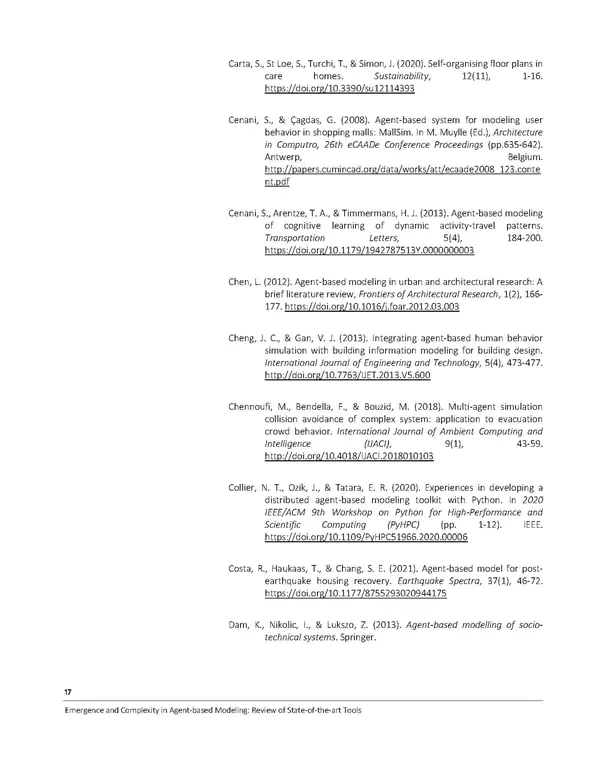 Carta, S., St Loe, S., Turchi, T., & Simon, J. (2020). Self-organising floor plans in
care homes. Sustainability, 12(11), 1-16.
https://doi.org/10.3390/su12114393
Cenani, S., & Çagdas, G. (2008). Agent-based system for modeling user
behavior in shopping malls: MallSim. In M. Muylle (Ed.), Architecture
in Computro, 26th eCAADe Conference Proceedings (pp.635-642).
Antwerp, Belgium.
http://papers.cumincad.org/data/works/att/ecaade2008_123.conte
nt.pdf
Cenani, S., Arentze, T. A., & Timmermans, H. J. (2013). Agent-based modeling
of cognitive learning of dynamic activity-travel patterns.
Transportation Letters, 5(4), 184-200.
https://doi.org/10.1179/1942787513Y.0000000003
Chen, L. (2012). Agent-based modeling in urban and architectural research: A
brief literature review, Frontiers of Architectural Research, 1(2), 166-
177. https://doi.org/10.1016/j.foar.2012.03.003
Cheng, J. C., & Gan, V. J. (2013). Integrating agent-based human behavior
simulation with building information modeling for building design.
International Journal of Engineering and Technology, 5(4), 473-477.
http://doi.org/10.7763/IJET.2013.V5.600
Chennoufi, M., Bendella, F., & Bouzid, M. (2018). Multi-agent simulation
collision avoidance of complex system: application to evacuation
crowd behavior. International Journal of Ambient Computing and
Intelligence (IJACI), 9(1), 43-59.
http://doi.org/10.4018/IJACI.2018010103
Collier, N. T., Ozik, J., & Tatara, E. R. (2020). Experiences in developing a
distributed agent-based modeling toolkit with Python. In 2020
IEEE/ACM 9th Workshop on Python for High-Performance and
Scientific Computing (PyHPC) (pp. 1-12). IEEE.
https://doi.org/10.1109/PyHPC51966.2020.00006
Costa, R., Haukaas, T., & Chang, S. E. (2021). Agent-based model for post-
earthquake housing recovery. Earthquake Spectra, 37(1), 46-72.
https://doi.org/10.1177/8755293020944175
Dam, K., Nikolic, I., & Lukszo, Z. (2013). Agent-based modelling of socio-
technical systems. Springer.
17
Emergence and Complexity in Agent-based Modeling: Review of State-of-the-art Tools